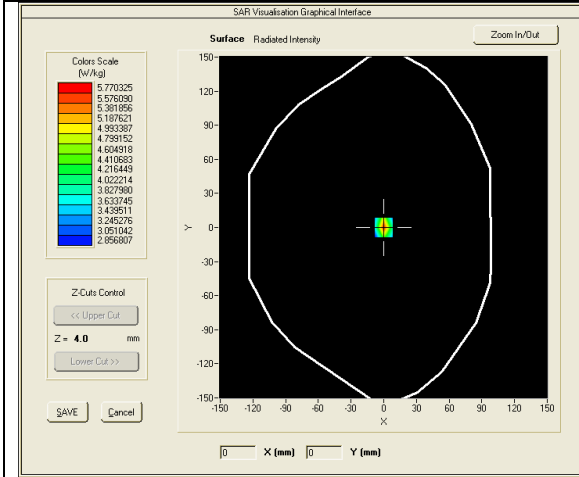 SAR Visualisation Graphical Interface
Surface Radiated Intensity
Zoom In/Out
Colors Scale
(W/kg)
5.770325
5.576090
5.381856
5.187621
4.993387
4.799152
4.604918
4.410683
4.216449
4.022214
3.827980
3.633745
3.439511
3.245276
3.051042
2.856807
Z-Cuts Control
<< Upper Cut
Z = 4.0 mm
Lower Cut >>
SAVE Cancel
150
120
90
60
30
0
-30
-60
-90
-120
-150
Y
-150 -120 -90 -60 -30 0 30 60 90 120 150
X
0 X (mm) 0 Y (mm)